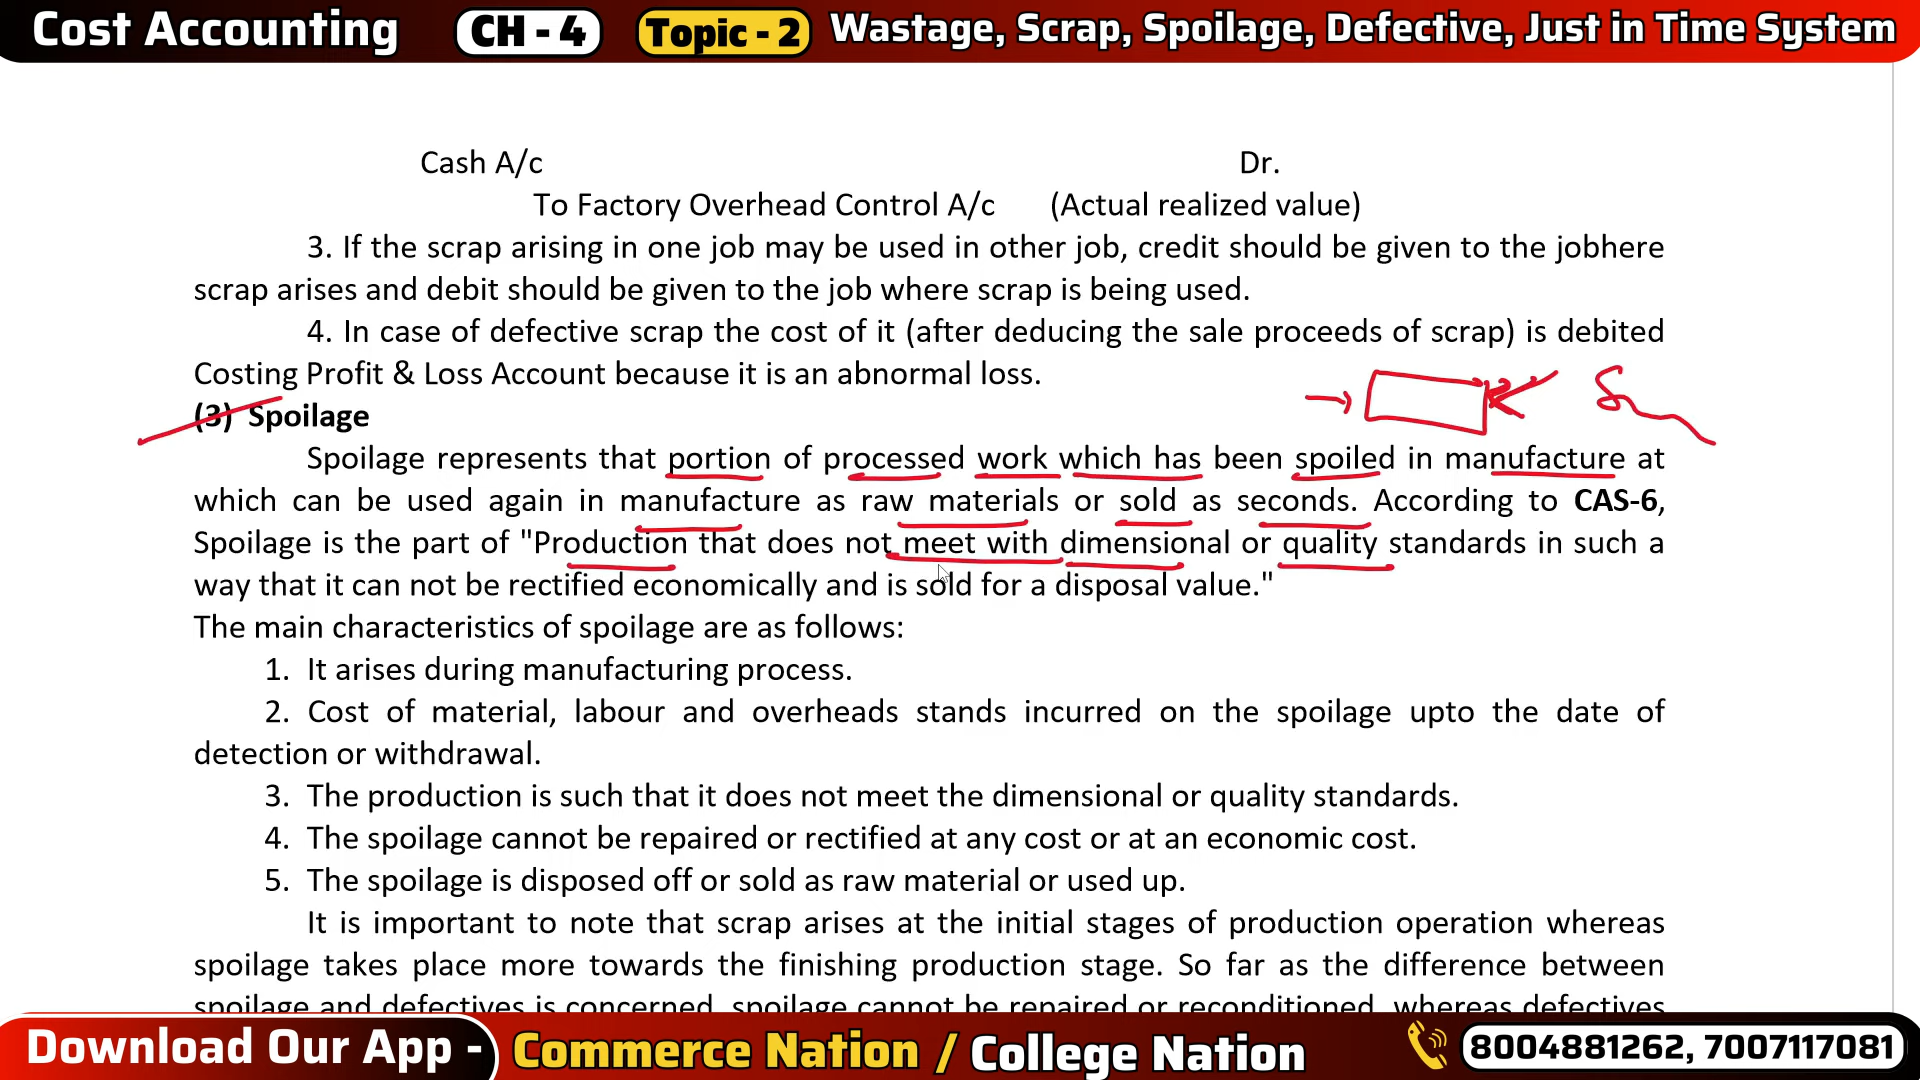 Cost Accounting CH - 4 Topic - 2 Wastage, Scrap, Spoilage, Defective, Just in Time System
Cash A/c Dr.
To Factory Overhead Control A/c (Actual realized value)
3. If the scrap arising in one job may be used in other job, credit should be given to the jobhere
scrap arises and debit should be given to the job where scrap is being used.
4. In case of defective scrap the cost of it (after deducing the sale proceeds of scrap) is debited
Costing Profit & Loss Account because it is an abnormal loss.
(3) Spoilage
Spoilage represents that portion of processed work which has been spoiled in manufacture at
which can be used again in manufacture as raw materials or sold as seconds. According to CAS-6,
Spoilage is the part of "Production that does not meet with dimensional or quality standards in such a
way that it can not be rectified economically and is sold for a disposal value."
The main characteristics of spoilage are as follows:
1. It arises during manufacturing process.
2. Cost of material, labour and overheads stands incurred on the spoilage upto the date of
detection or withdrawal.
3. The production is such that it does not meet the dimensional or quality standards.
4. The spoilage cannot be repaired or rectified at any cost or at an economic cost.
5. The spoilage is disposed off or sold as raw material or used up.
It is important to note that scrap arises at the initial stages of production operation whereas
spoilage takes place more towards the finishing production stage. So far as the difference between
spoilage and defectives is concerned, spoilage cannot be repaired or reconditioned, whereas defectives
Download Our App - Commerce Nation / College Nation 8004881262, 7007117081